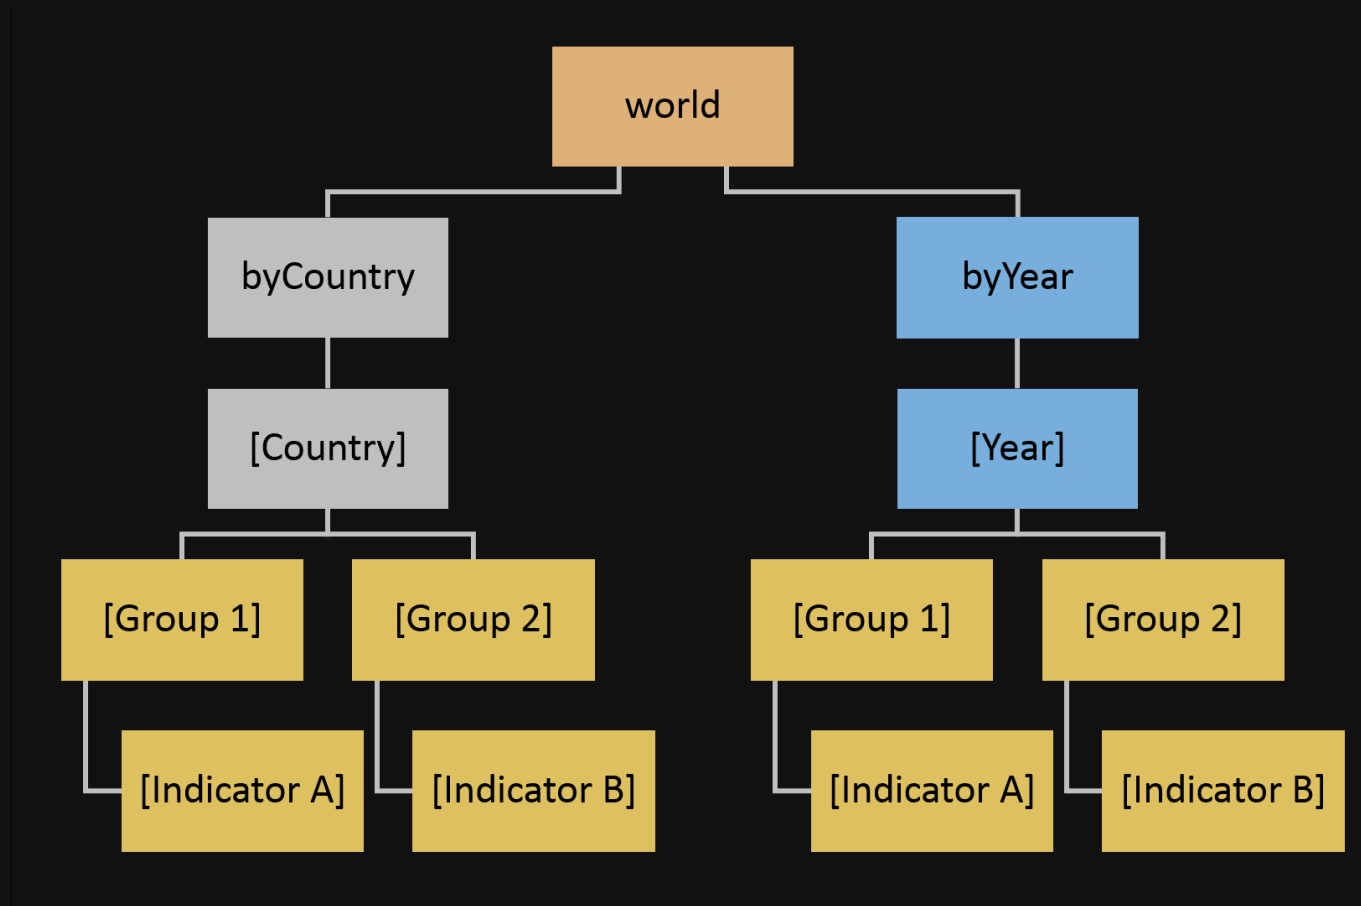 world
byCountry
byYear
[Country]
[Year]
[Group 1]
[Group 2]
[Group 1]
[Group 2]
[Indicator A]
[Indicator B]
[Indicator A]
[Indicator B]